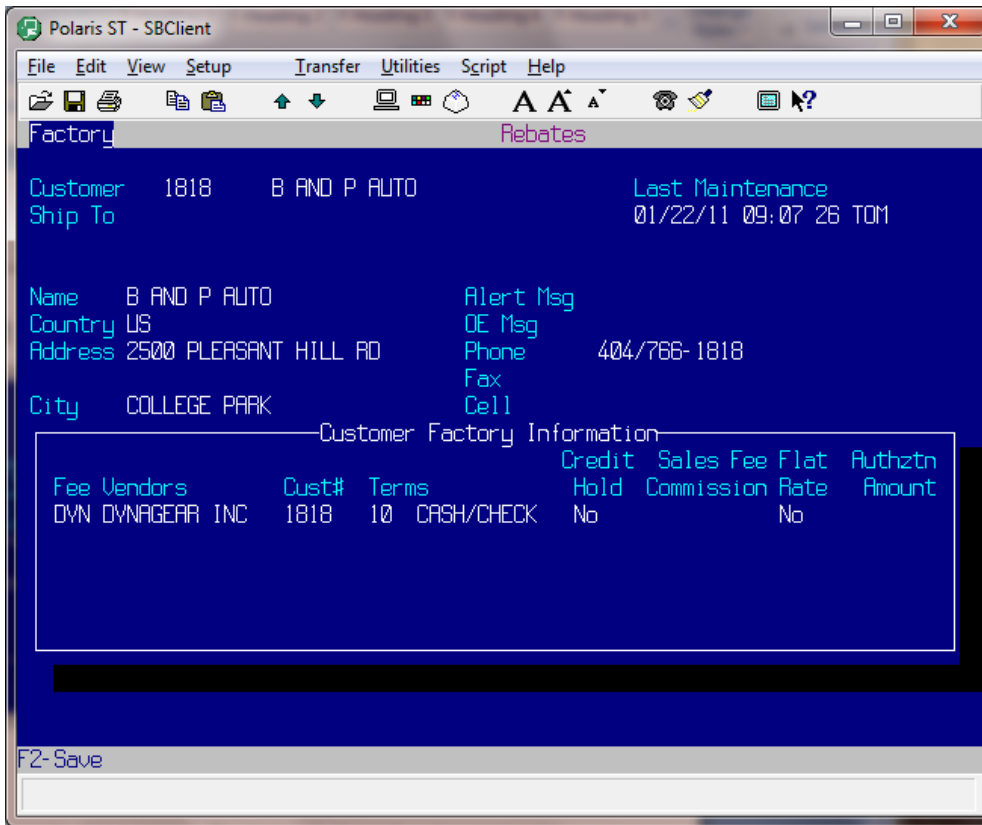 Polaris ST - SBClient
File Edit View Setup Transfer Utilities Script Help
Factory Rebates
Customer 1818 B AND P AUTO Last Maintenance
Ship To 01/22/11 09:07 26 TOM
Name B AND P AUTO Alert Msg
Country US OE Msg
Address 2500 PLEASANT HILL RD Phone 404/766-1818
Fax
City COLLEGE PARK Cell
Customer Factory Information
Credit Sales Fee Flat Authztn
Fee Vendors Cust# Terms Hold Commission Rate Amount
DYN DYNAGEAR INC 1818 10 CASH/CHECK No No
F2-Save